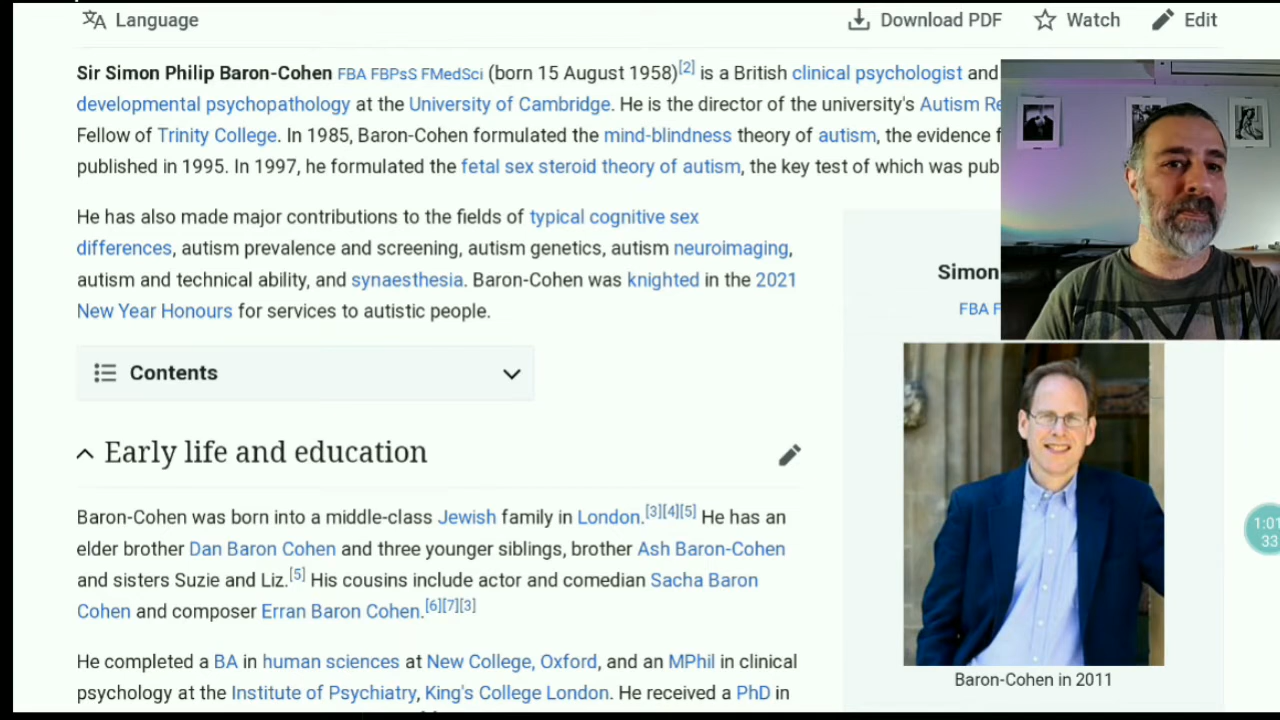 Language
Download PDF
Watch
Edit
Sir Simon Philip Baron-Cohen FBA FBPsS FMedSci (born 15 August 1958)[2] is a British clinical psychologist and
developmental psychopathology at the University of Cambridge. He is the director of the university's Autism Re
Fellow of Trinity College. In 1985, Baron-Cohen formulated the mind-blindness theory of autism, the evidence f
published in 1995. In 1997, he formulated the fetal sex steroid theory of autism, the key test of which was pub
He has also made major contributions to the fields of typical cognitive sex
differences, autism prevalence and screening, autism genetics, autism neuroimaging,
autism and technical ability, and synaesthesia. Baron-Cohen was knighted in the 2021
New Year Honours for services to autistic people.
Simon
FBA F
Contents
Early life and education
Baron-Cohen was born into a middle-class Jewish family in London.[3][4][5] He has an
elder brother Dan Baron Cohen and three younger siblings, brother Ash Baron-Cohen
and sisters Suzie and Liz.[5] His cousins include actor and comedian Sacha Baron
Cohen and composer Erran Baron Cohen.[6][7][3]
He completed a BA in human sciences at New College, Oxford, and an MPhil in clinical
psychology at the Institute of Psychiatry, King's College London. He received a PhD in
Baron-Cohen in 2011
1:01
33